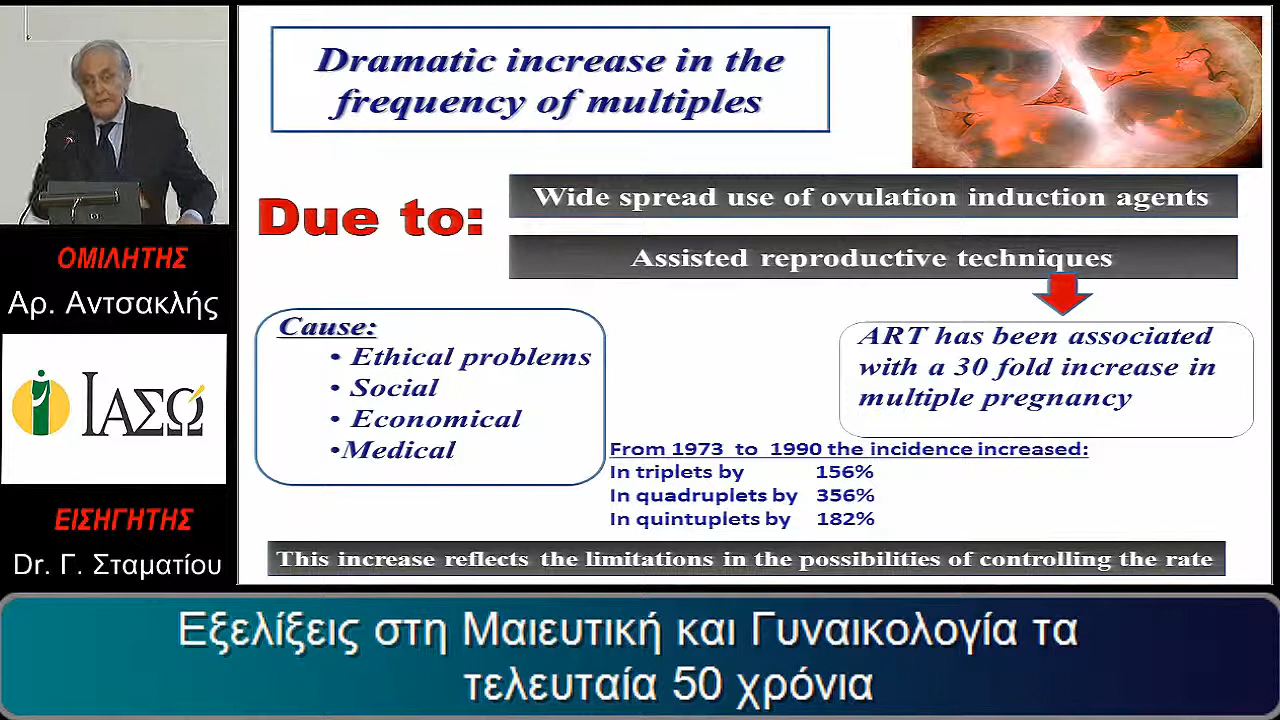 Dramatic increase in the
frequency of multiples
Due to:
Wide spread use of ovulation induction agents
Assisted reproductive techniques
Cause:
• Ethical problems
• Social
• Economical
•Medical
ART has been associated
with a 30 fold increase in
multiple pregnancy
From 1973 to 1990 the incidence increased:
In triplets by 156%
In quadruplets by 356%
In quintuplets by 182%
This increase reflects the limitations in the possibilities of controlling the rate
ΟΜΙΛΗΤΗΣ
Αρ. Αντσακλής
ΙΑΣΩ
ΕΙΣΗΓΗΤΗΣ
Dr. Γ. Σταματίου
Εξελίξεις στη Μαιευτική και Γυναικολογία τα
τελευταία 50 χρόνια